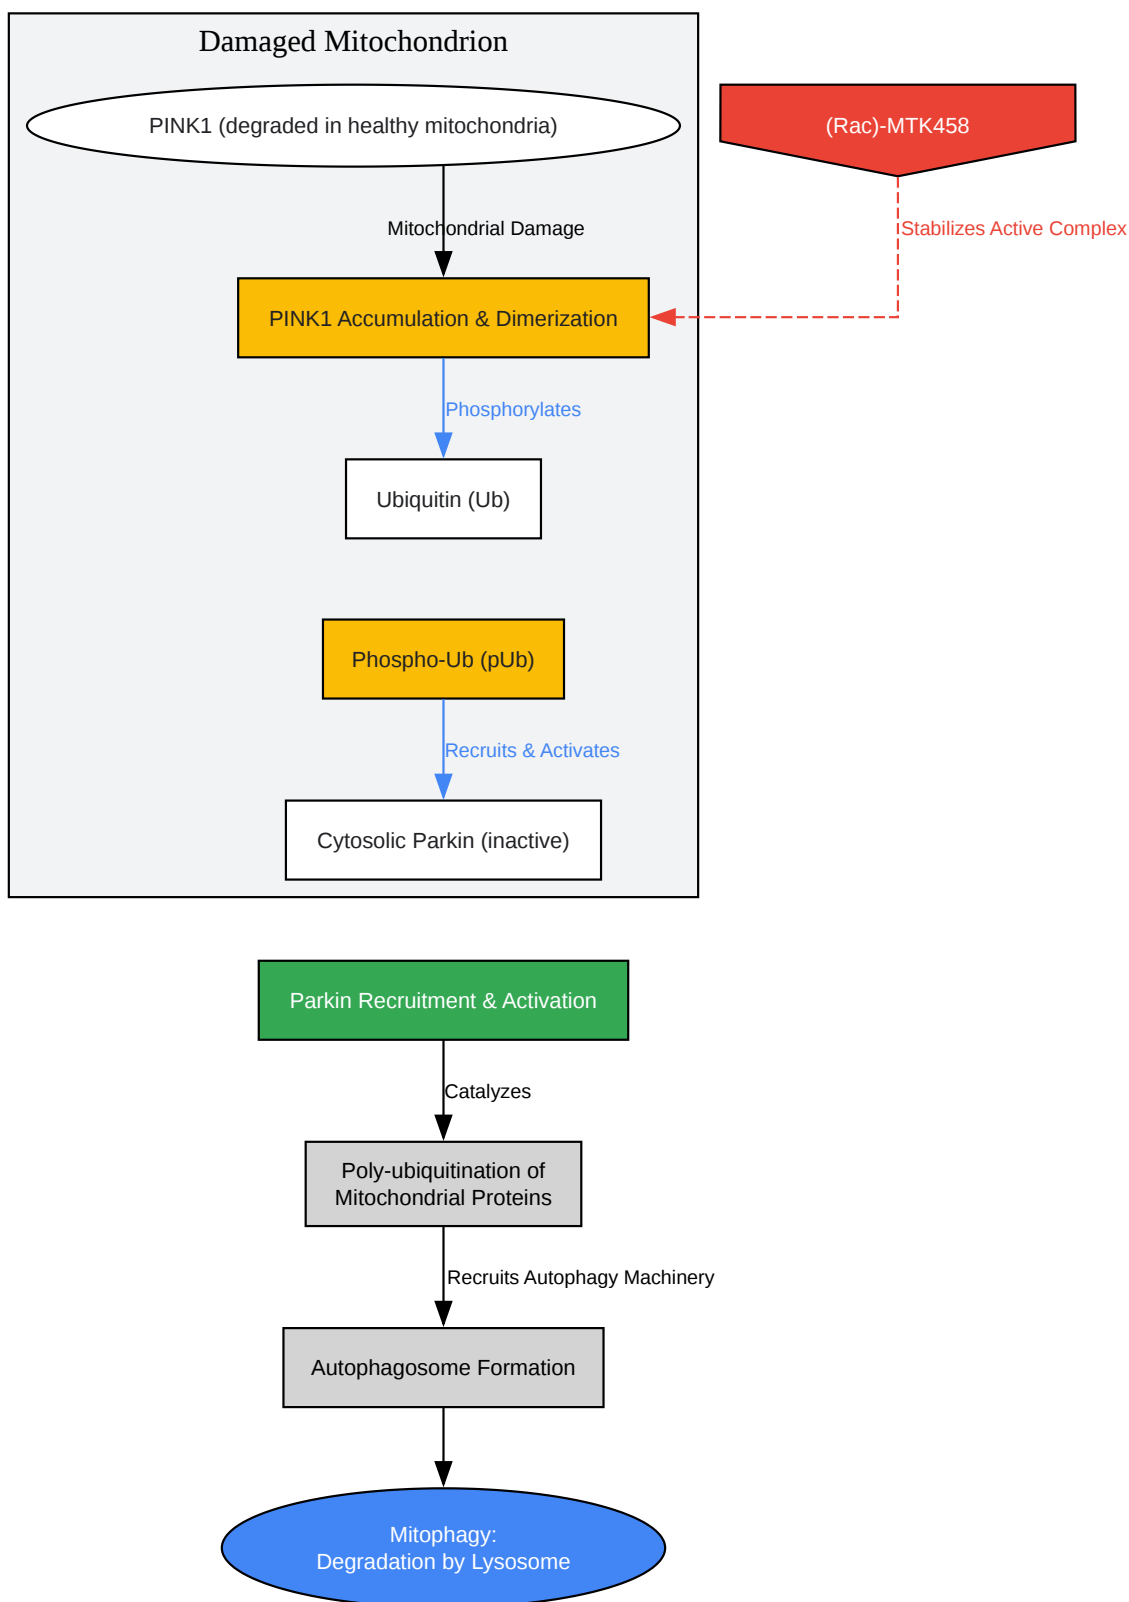 Damaged Mitochondrion
PINK1 (degraded in healthy mitochondria)
(Rac)-MTK458
Mitochondrial Damage
Stabilizes Active Complex
PINK1 Accumulation & Dimerization
Phosphorylates
Ubiquitin (Ub)
Phospho-Ub (pUb)
Recruits & Activates
Cytosolic Parkin (inactive)
Parkin Recruitment & Activation
Catalyzes
Poly-ubiquitination of
Mitochondrial Proteins
Recruits Autophagy Machinery
Autophagosome Formation
Mitophagy:
Degradation by Lysosome